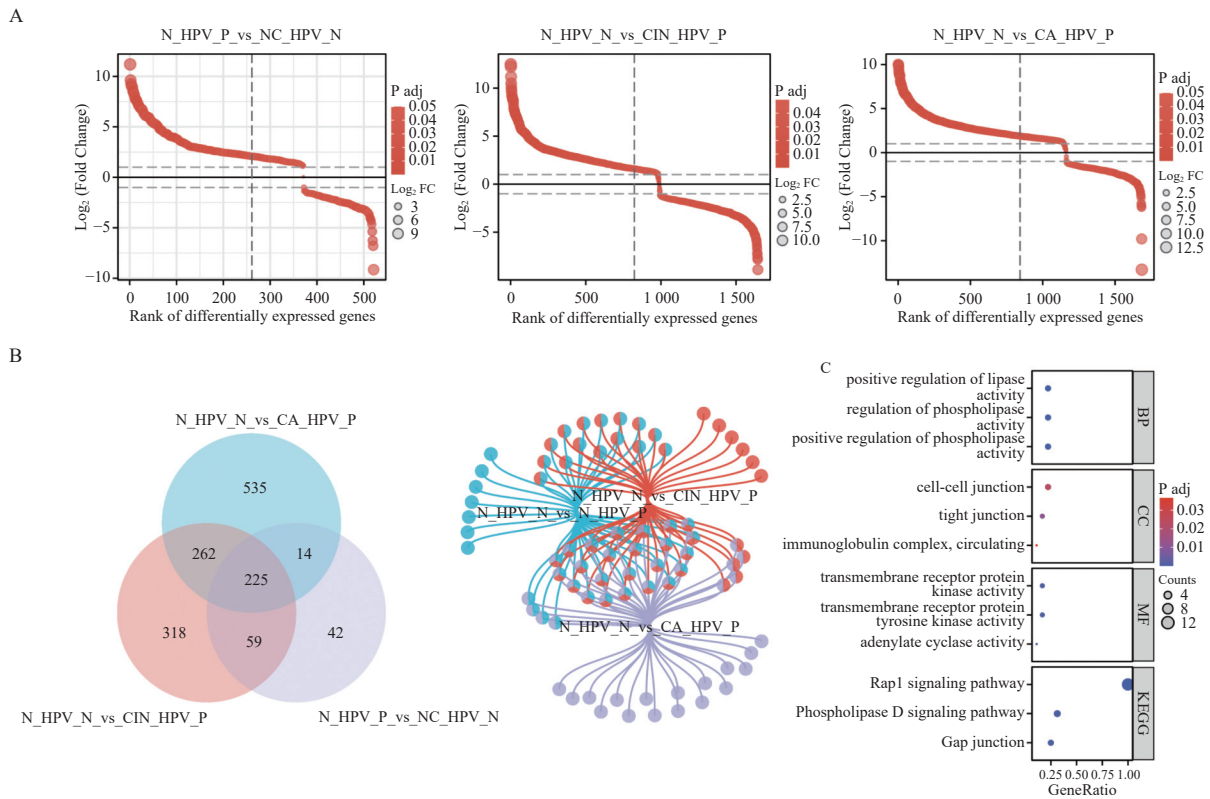 A
N_HPV_P_vs_NC_HPV_N
N_HPV_N_vs_CIN_HPV_P
N_HPV_N_vs_CA_HPV_P
Log₂ (Fold Change)
10
5
0
−5
−10
0
100
200
300
400
500
Rank of differentially expressed genes
P adj
0.05
0.04
0.03
0.02
0.01
Log₂ FC
3
6
9
Log₂ (Fold Change)
10
5
0
−5
0
500
1 000
1 500
Rank of differentially expressed genes
P adj
0.04
0.03
0.02
0.01
Log₂ FC
2.5
5.0
7.5
10.0
Log₂ (Fold Change)
10
5
0
−5
−10
0
500
1 000
1 500
Rank of differentially expressed genes
P adj
0.05
0.04
0.03
0.02
0.01
Log₂ FC
2.5
5.0
7.5
10.0
12.5
B
N_HPV_N_vs_CA_HPV_P
535
262
14
225
318
59
42
N_HPV_N_vs_CIN_HPV_P
N_HPV_P_vs_NC_HPV_N
N_HPV_N_vs_CIN_HPV_P
N_HPV_N_vs_N_HPV_P
N_HPV_N_vs_CA_HPV_P
C
positive regulation of lipase
activity
regulation of phospholipase
activity
positive regulation of phospholipase
activity
BP
cell-cell junction
tight junction
immunoglobulin complex, circulating
CC
transmembrane receptor protein
kinase activity
transmembrane receptor protein
tyrosine kinase activity
adenylate cyclase activity
MF
Rap1 signaling pathway
Phospholipase D signaling pathway
Gap junction
KEGG
0.25 0.50 0.75 1.00
GeneRatio
P adj
0.03
0.02
0.01
Counts
4
8
12